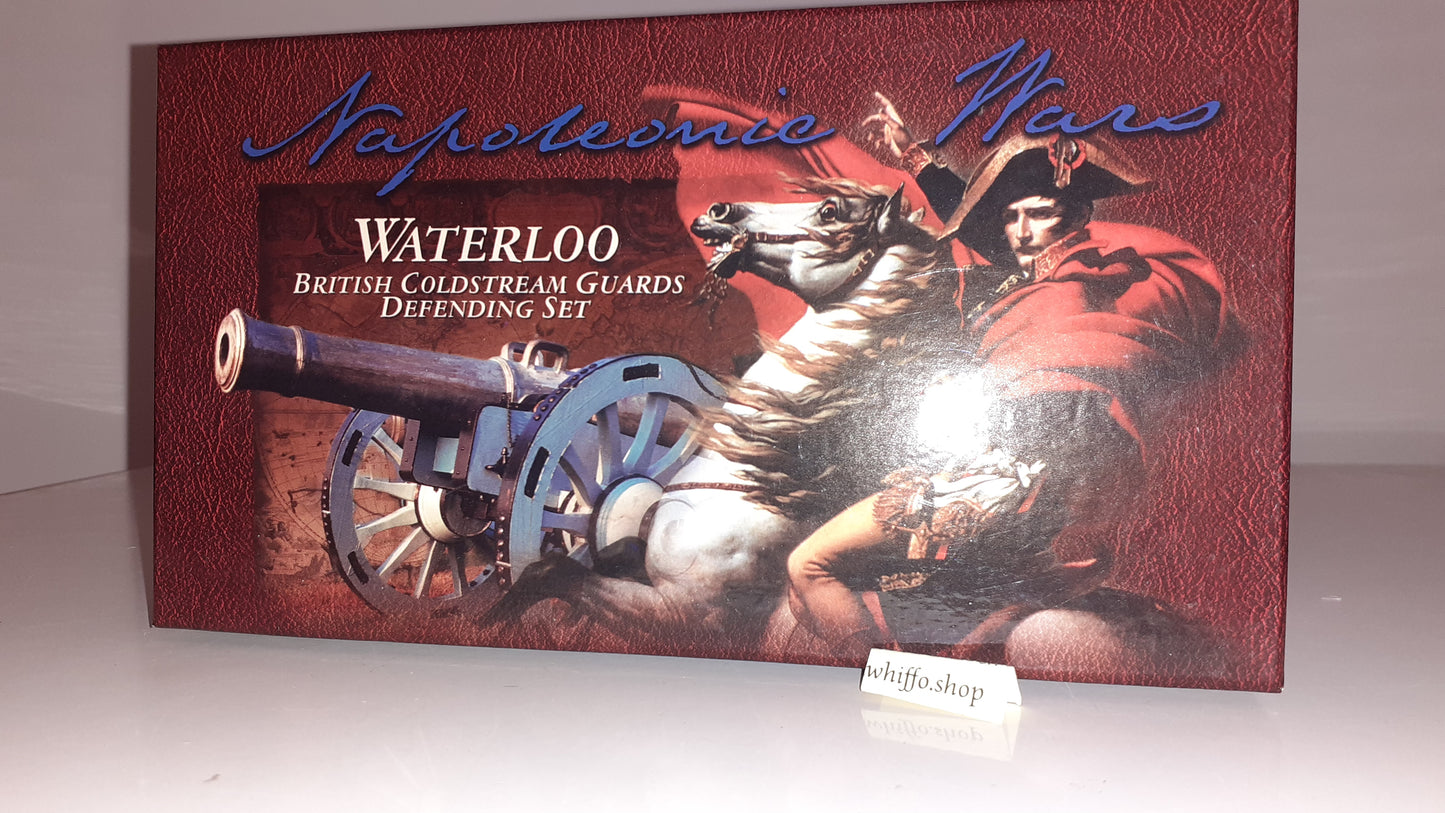 Napoleonic Wars
WATERLOO
BRITISH COLDSTREAM GUARDS
DEFENDING SET
whiffo.shop